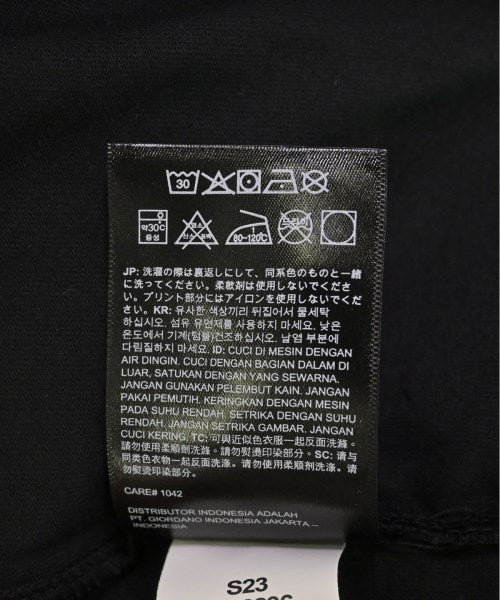 30
약30℃
중성
염소
산소표백
80~120℃
드라이
JP: 洗濯の際は裏返しにして、同系色のものと一緒
に洗ってください。柔軟剤は使用しないでくださ
い。プリント部分にはアイロンを使用しないでくだ
さい。 KR: 유사한 색상끼리 뒤집어서 물세탁
하십시오. 섬유 유연제를 사용하지 마세요. 낮은
온도에서 기계(텀블)건조하십시오. 날염 부분에
다림질하지 마세요. ID: CUCI DI MESIN DENGAN
AIR DINGIN. CUCI DENGAN BAGIAN DALAM DI
LUAR, SATUKAN DENGAN YANG SEWARNA.
JANGAN GUNAKAN PELEMBUT KAIN. JANGAN
PAKAI PEMUTIH. KERINGKAN DENGAN MESIN
PADA SUHU RENDAH. SETRIKA DENGAN SUHU
RENDAH. JANGAN SETRIKA GAMBAR. JANGAN
CUCI KERING. TC: 可與近似色衣服一起反面洗滌。
請勿使用柔順劑洗滌。請勿熨燙印染部分。 SC: 请与
同类色衣物一起反面洗涤。请勿使用柔顺剂洗涤。
请勿熨烫印染部分。
CARE# 1042
DISTRIBUTOR INDONESIA ADALAH
PT. GIORDANO INDONESIA JAKARTA –
INDONESIA
S23